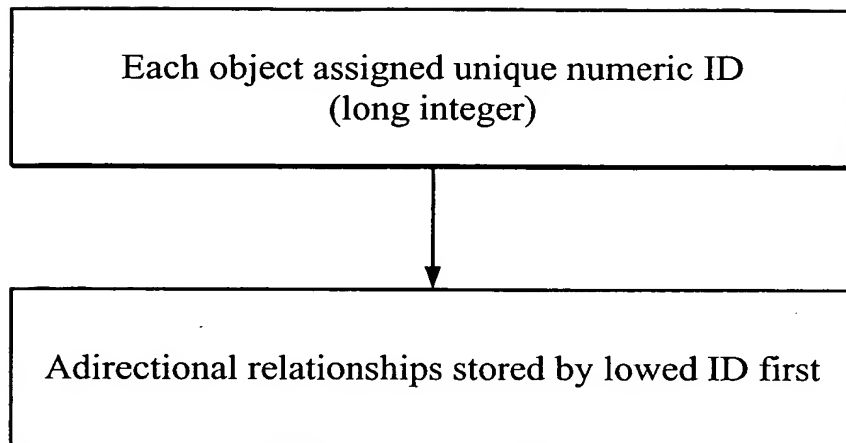 Each object assigned unique numeric ID
(long integer)
Adirectional relationships stored by lowed ID first